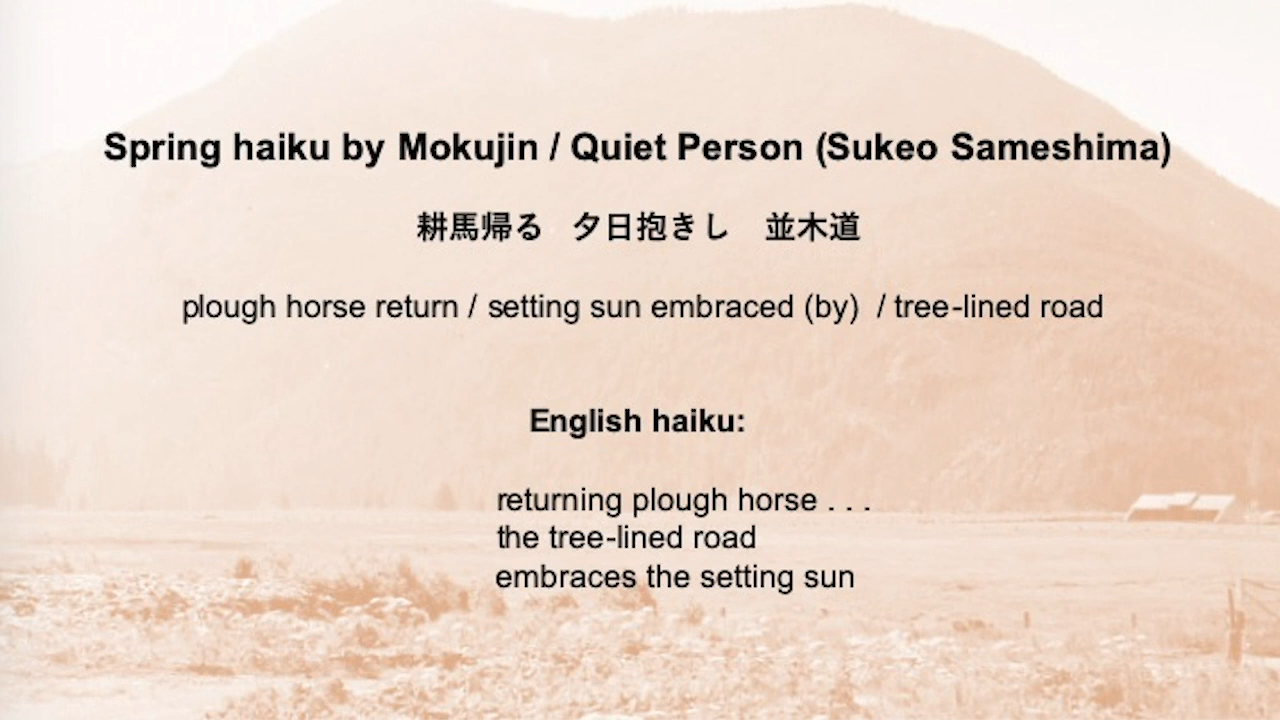 Spring haiku by Mokujin / Quiet Person (Sukeo Sameshima)
耕馬帰る 夕日抱きし 並木道
plough horse return / setting sun embraced (by) / tree-lined road
English haiku:
returning plough horse . . .
the tree-lined road
embraces the setting sun